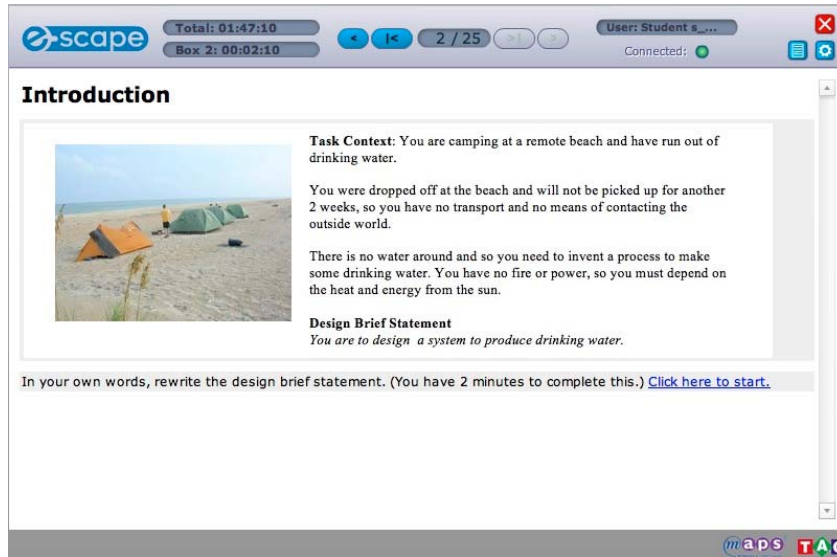 e-scape
Total: 01:47:10
Box 2: 00:02:10
< |< 2 / 25 >| >
User: Student s_...
Connected:
Introduction
Task Context: You are camping at a remote beach and have run out of
drinking water.
You were dropped off at the beach and will not be picked up for another
2 weeks, so you have no transport and no means of contacting the
outside world.
There is no water around and so you need to invent a process to make
some drinking water. You have no fire or power, so you must depend on
the heat and energy from the sun.
Design Brief Statement
You are to design a system to produce drinking water.
In your own words, rewrite the design brief statement. (You have 2 minutes to complete this.) Click here to start.
maps TA